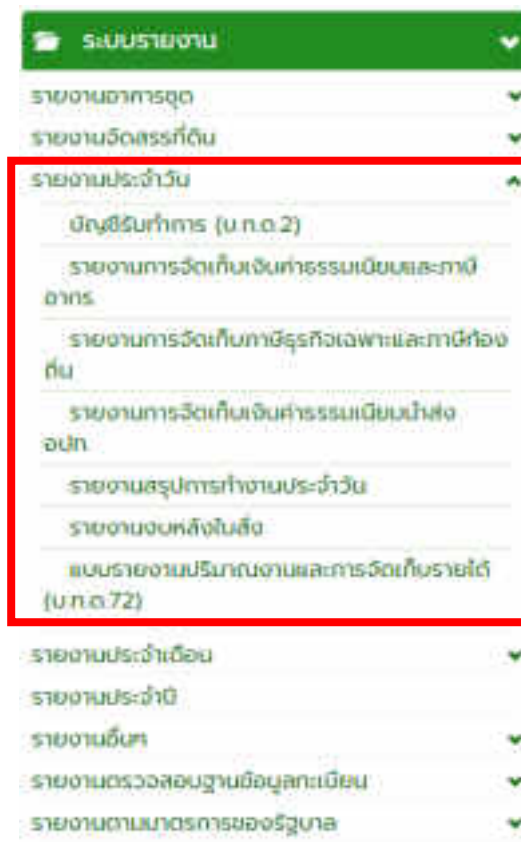 ระบบรายงาน
รายงานอาคารชุด
รายงานจัดสรรที่ดิน
รายงานประจำวัน
บัญชีรับทำการ (บ.ท.ด.2)
รายงานการจัดเก็บเงินค่าธรรมเนียมและภาษี
อากร
รายงานการจัดเก็บภาษีธุรกิจเฉพาะและภาษีท้อง
ถิ่น
รายงานการจัดเก็บเงินค่าธรรมเนียมนำส่ง
อปท.
รายงานสรุปการทำงานประจำวัน
รายงานงบหลังใบสั่ง
แบบรายงานปริมาณงานและการจัดเก็บรายได้
(บ.ท.ด.72)
รายงานประจำเดือน
รายงานประจำปี
รายงานอื่นๆ
รายงานตรวจสอบฐานข้อมูลทะเบียน
รายงานตามมาตรการของรัฐบาล